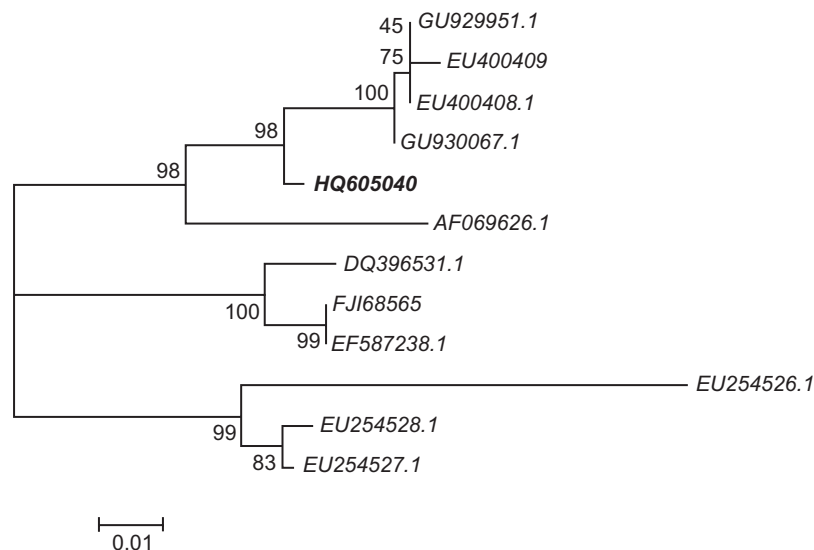 45 GU929951.1
75 EU400409
100 EU400408.1
GU930067.1
98
98 HQ605040
AF069626.1
DQ396531.1
100 FJI68565
99 EF587238.1
EU254526.1
99 EU254528.1
83 EU254527.1
0.01